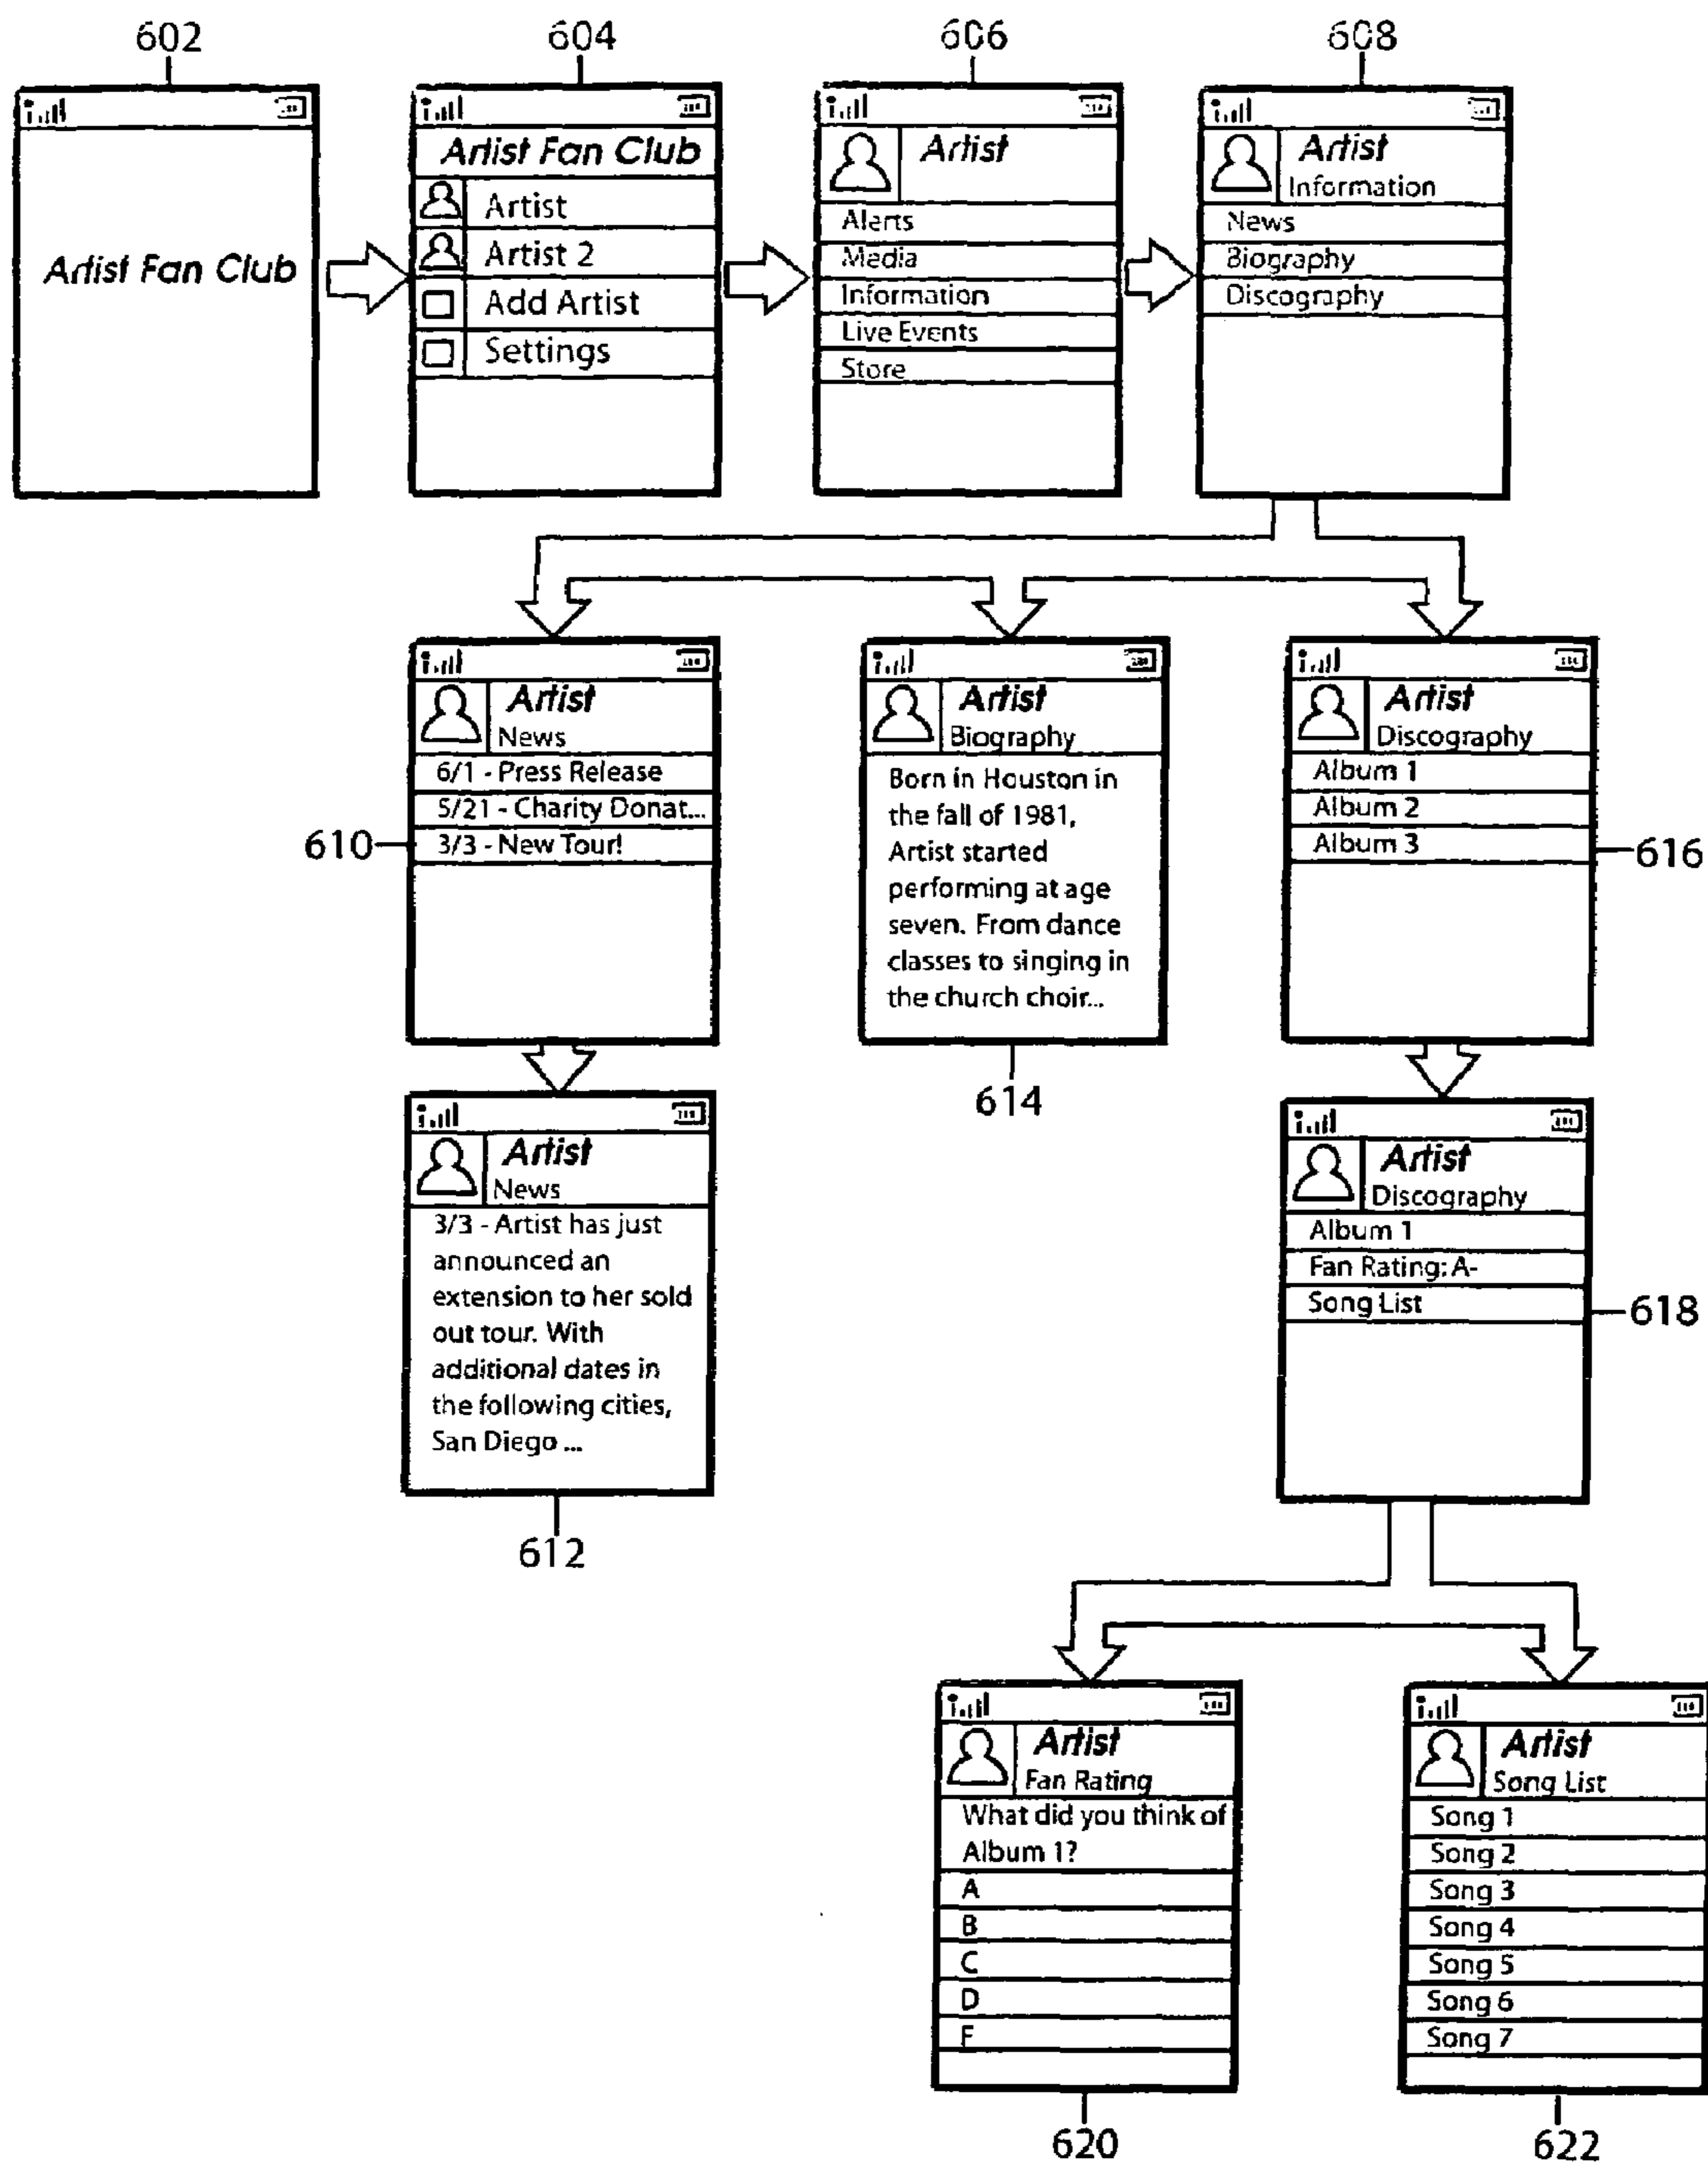 602
604
606
608
Artist Fan Club
Artist Fan Club
Artist
Artist 2
Add Artist
Settings
Artist
Alerts
Media
Information
Live Events
Store
Artist
Information
News
Biography
Discography
Artist
News
6/1 - Press Release
5/21 - Charity Donat...
3/3 - New Tour!
610
Artist
Biography
Born in Houston in
the fall of 1981,
Artist started
performing at age
seven. From dance
classes to singing in
the church choir...
614
Artist
Discography
Album 1
Album 2
Album 3
616
Artist
News
3/3 - Artist has just
announced an
extension to her sold
out tour. With
additional dates in
the following cities,
San Diego ...
612
Artist
Discography
Album 1
Fan Rating: A-
Song List
618
Artist
Fan Rating
What did you think of
Album 1?
A
B
C
D
F
620
Artist
Song List
Song 1
Song 2
Song 3
Song 4
Song 5
Song 6
Song 7
622